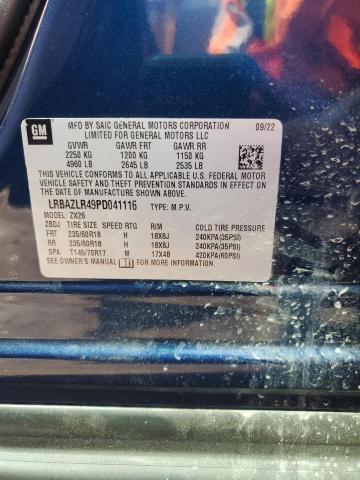 GM
MFD BY SAIC GENERAL MOTORS CORPORATION
LIMITED FOR GENERAL MOTORS LLC
09/22
GVWR GAWR FRT GAWR RR
2250 KG 1200 KG 1150 KG
4960 LB 2645 LB 2535 LB
THIS VEHICLE CONFORMS TO ALL APPLICABLE U.S.
FEDERAL MOTOR VEHICLE SAFETY, BUMPER, AND THEFT
PREVENTION STANDARDS IN EFFECT ON THE DATE OF
MANUFACTURE SHOWN ABOVE.
LRBAZLR49PD041116 TYPE: M.P.V.
MODEL: ZX26
ZBDJ TIRE SIZE SPEED RTG RIM COLD TIRE PRESSURE
FRT 235/60R18 H 18X8J 240KPA(35PSI)
RR 235/60R18 H 18X8J 240KPA(35PSI)
SPA T145/70R17 M 17X4B 420KPA(60PSI)
SEE OWNER'S MANUAL FOR MORE INFORMATION.